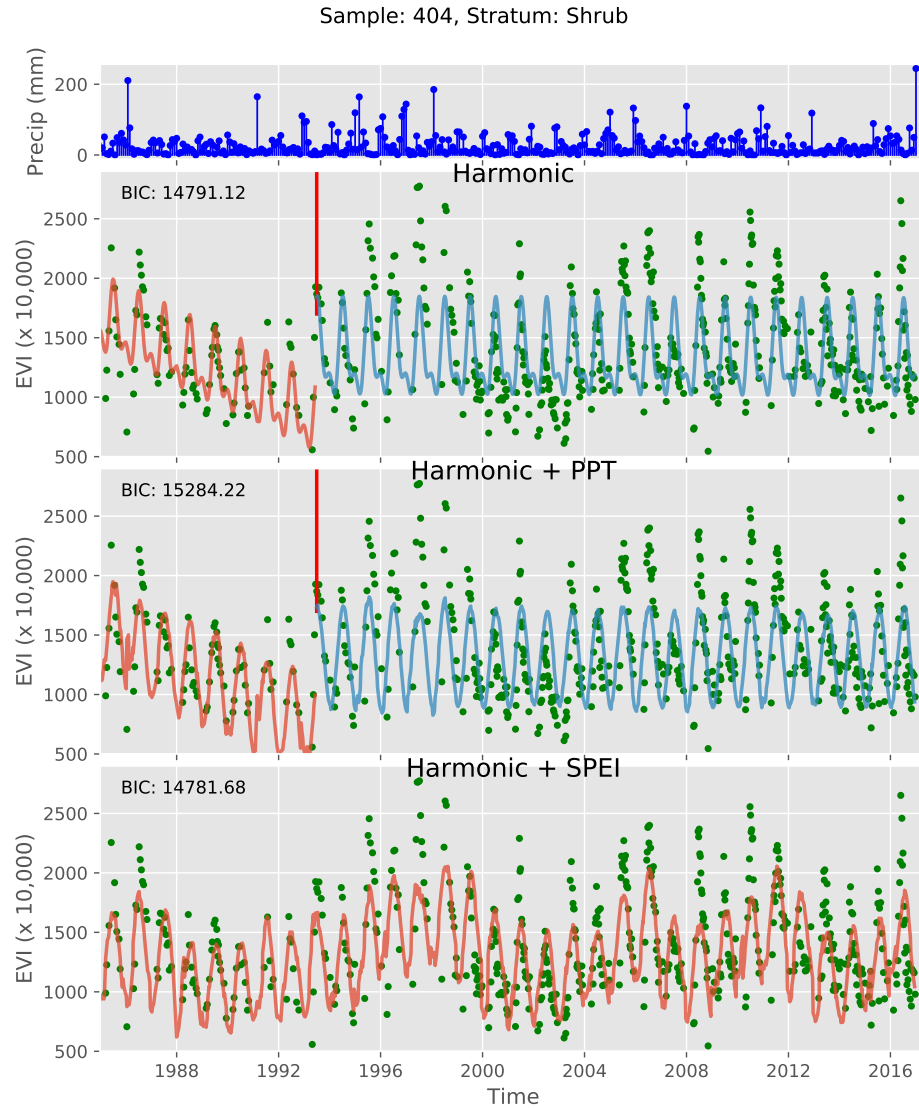 Sample: 404, Stratum: Shrub
Precip (mm)
200
0
Harmonic
BIC: 14791.12
EVI (x 10,000)
2500
2000
1500
1000
500
Harmonic + PPT
BIC: 15284.22
EVI (x 10,000)
2500
2000
1500
1000
500
Harmonic + SPEI
BIC: 14781.68
EVI (x 10,000)
2500
2000
1500
1000
500
1988 1992 1996 2000 2004 2008 2012 2016
Time